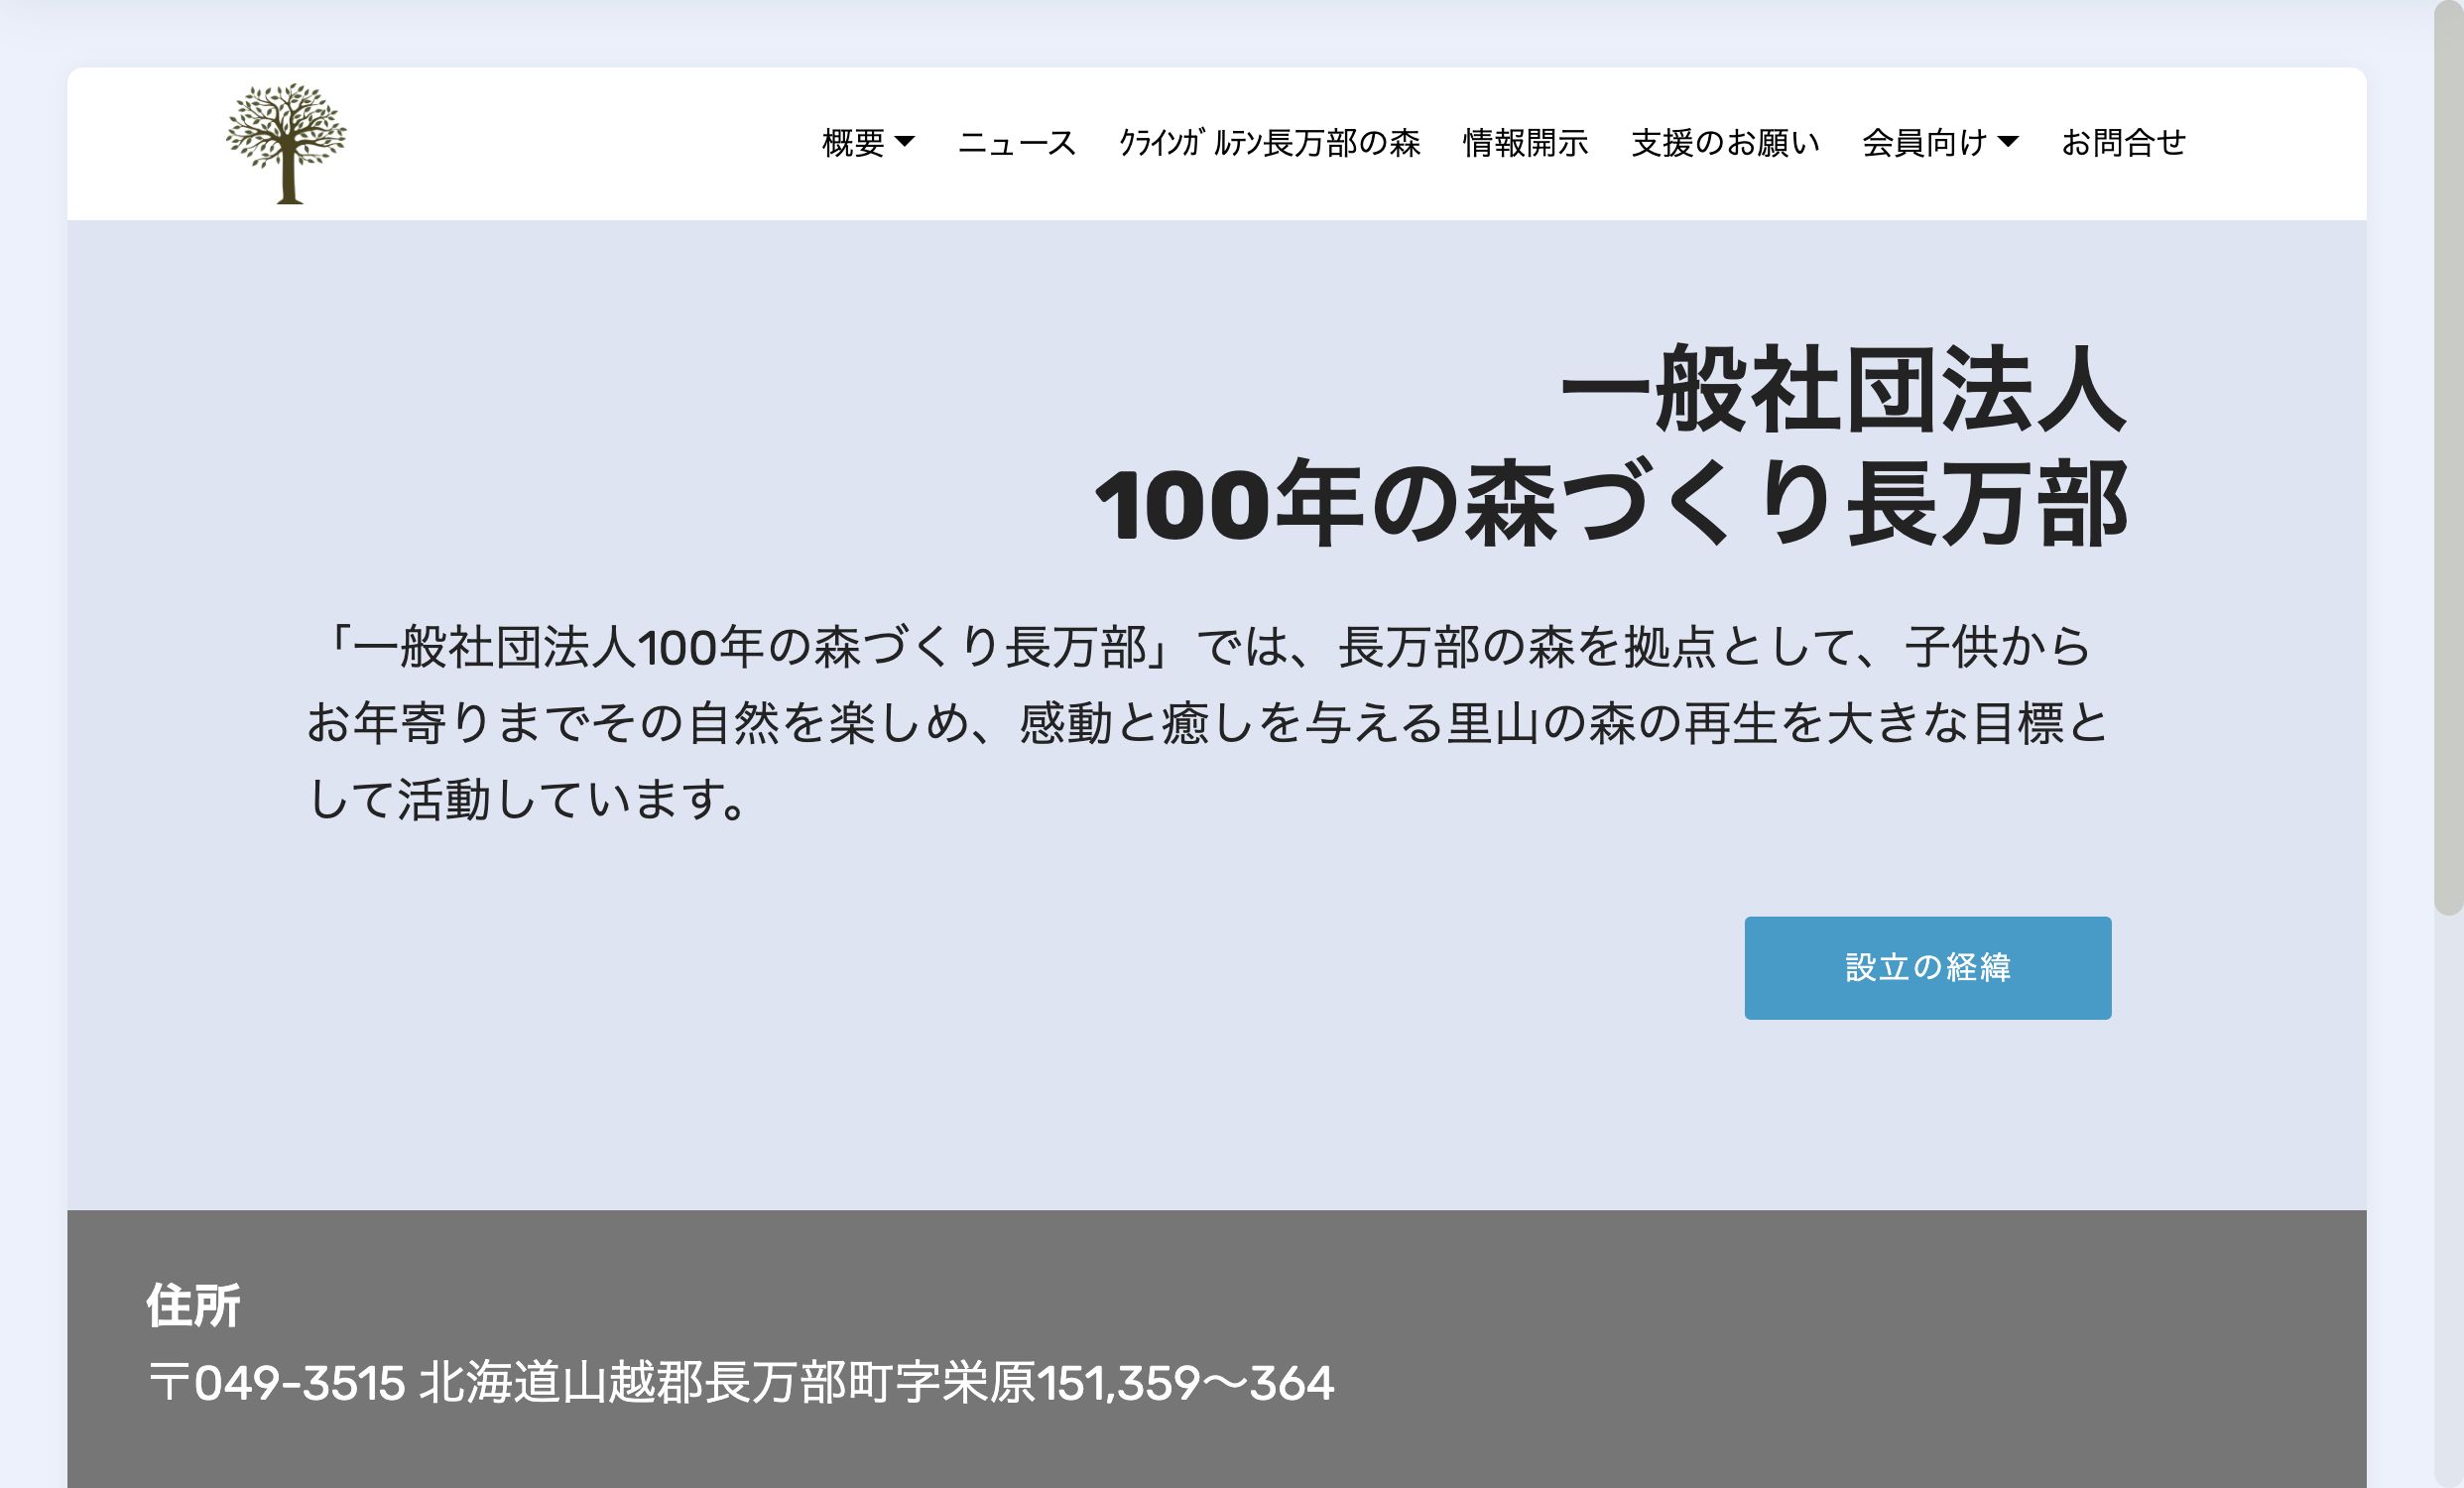 概要 ニュース ｸﾗｲﾝｶﾞﾙﾃﾝ長万部の森 情報開示 支援のお願い 会員向け お問合せ
一般社団法人
100年の森づくり長万部
「一般社団法人100年の森づくり長万部」では、長万部の森を拠点として、子供から
お年寄りまでその自然を楽しめ、感動と癒しを与える里山の森の再生を大きな目標と
して活動しています。
設立の経緯
住所
〒049-3515 北海道山越郡長万部町字栄原151,359〜364